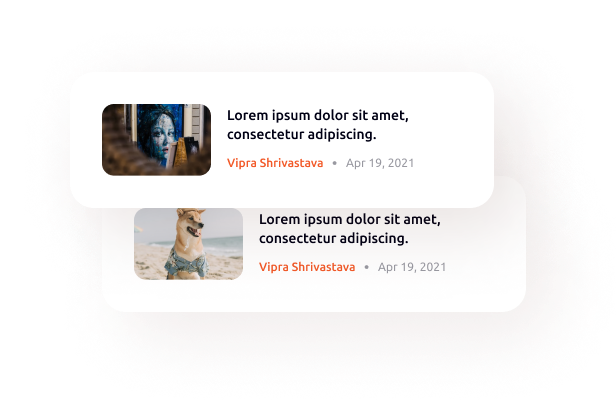 Lorem ipsum dolor sit amet,
consectetur adipiscing.
Vipra Shrivastava • Apr 19, 2021
Lorem ipsum dolor sit amet,
consectetur adipiscing.
Vipra Shrivastava • Apr 19, 2021